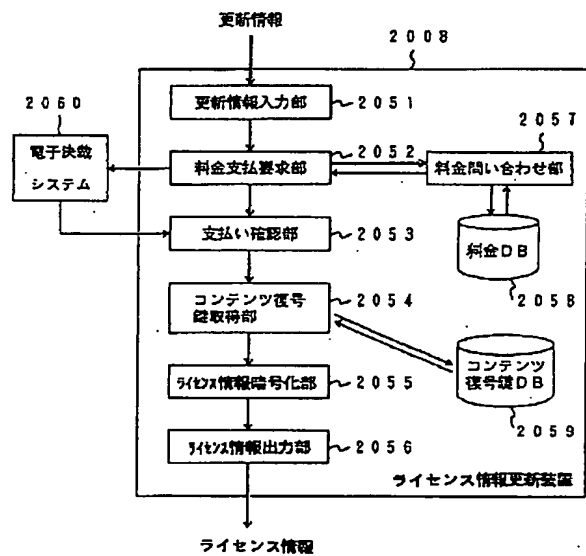 更新情報
2008
2060
更新情報入力部
2051
2057
電子決裁
システム
料金支払要求部
2052
料金問い合わせ部
支払い確認部
2053
料金DB
2058
コンテンツ復号
鍵取得部
2054
コンテンツ
復号鍵DB
2059
ライセンス情報暗号化部
2055
ライセンス情報出力部
2056
ライセンス情報更新装置
ライセンス情報